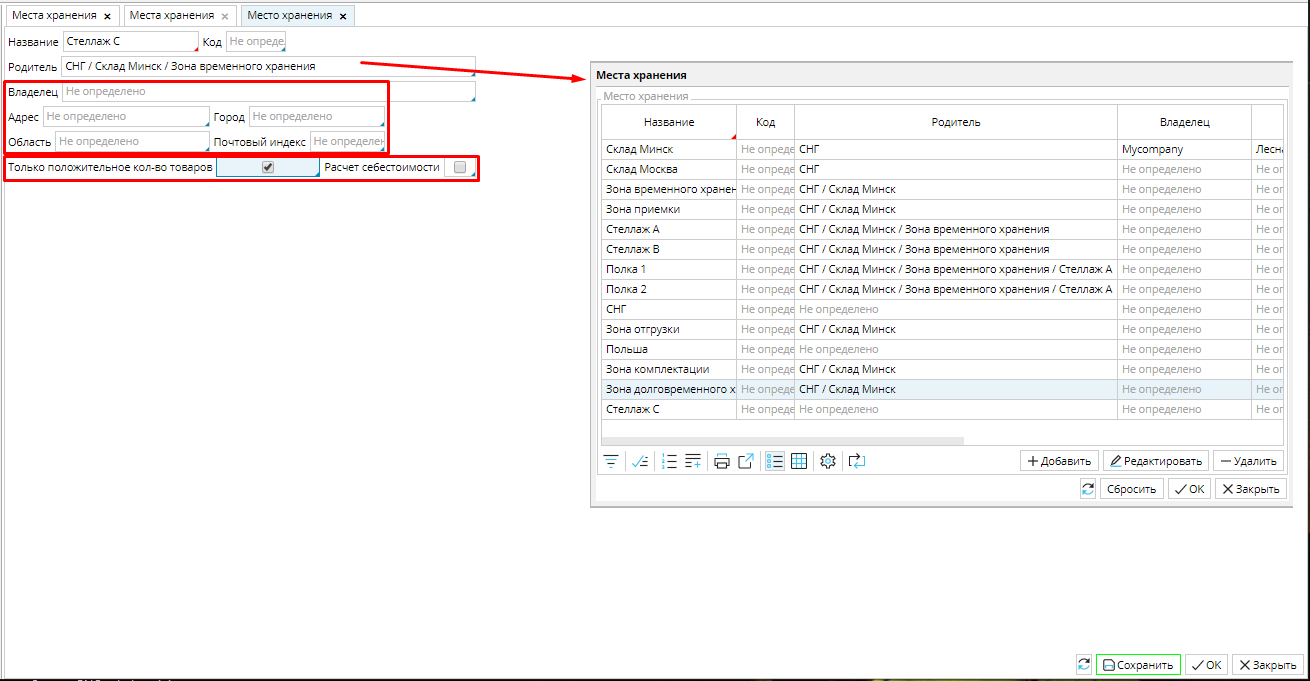 Места хранения × Места хранения × Место хранения ×
Название Стеллаж С Код Не опреде
Родитель СНГ / Склад Минск / Зона временного хранения
Владелец Не определено
Адрес Не определено Город Не определено
Область Не определено Почтовый индекс Не определен
Только положительное кол-во товаров Расчет себестоимости
Места хранения
Место хранения
Название Код Родитель Владелец
Склад Минск Не опреде СНГ Mycompany Лесна
Склад Москва Не опреде СНГ Не определено Не оп
Зона временного хранен Не опреде СНГ / Склад Минск Не определено Не оп
Зона приемки Не опреде СНГ / Склад Минск Не определено Не оп
Стеллаж А Не опреде СНГ / Склад Минск / Зона временного хранения Не определено Не оп
Стеллаж В Не опреде СНГ / Склад Минск / Зона временного хранения Не определено Не оп
Полка 1 Не опреде СНГ / Склад Минск / Зона временного хранения / Стеллаж А Не определено Не оп
Полка 2 Не опреде СНГ / Склад Минск / Зона временного хранения / Стеллаж А Не определено Не оп
СНГ Не опреде Не определено Не определено Не оп
Зона отгрузки Не опреде СНГ / Склад Минск Не определено Не оп
Польша Не опреде Не определено Не определено Не оп
Зона комплектации Не опреде СНГ / Склад Минск Не определено Не оп
Зона долговременного х Не опреде СНГ / Склад Минск Не определено Не оп
Стеллаж С Не опреде Не определено Не определено Не оп
Добавить Редактировать Удалить
Сбросить OK Закрыть
Сохранить OK Закрыть